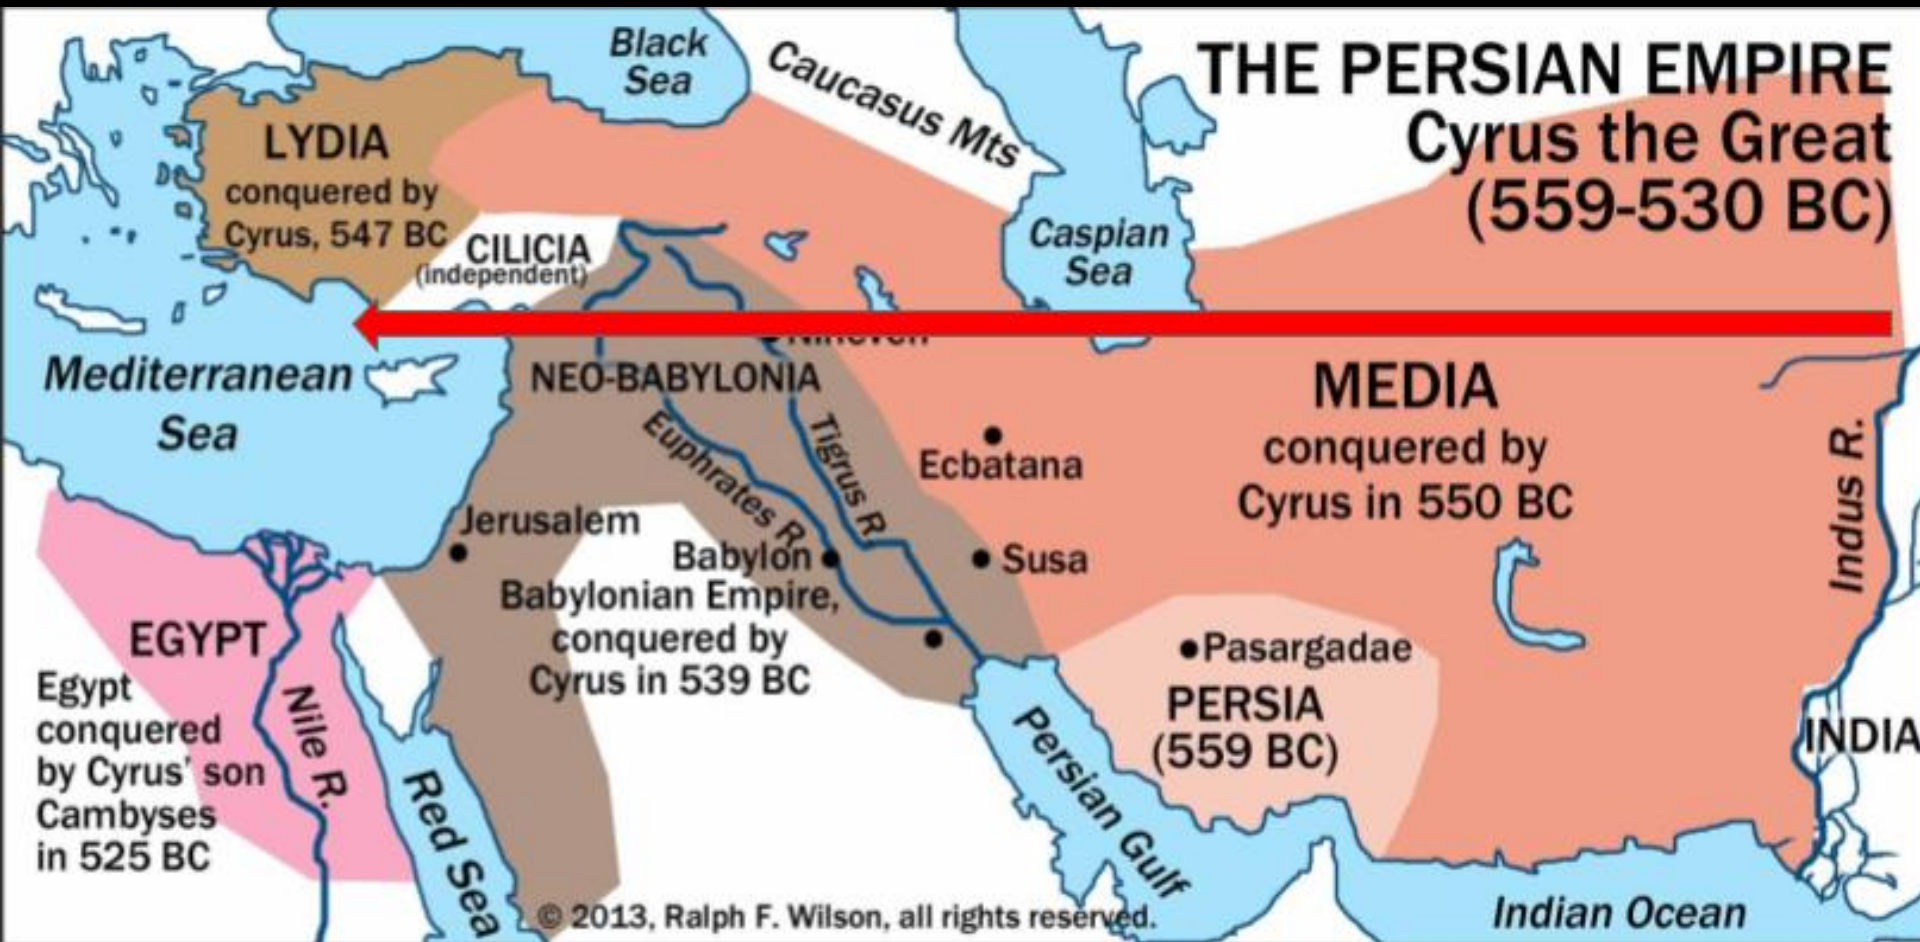 THE PERSIAN EMPIRE
Cyrus the Great
(559-530 BC)
Black
Sea
Caucasus Mts
LYDIA
conquered by
Cyrus, 547 BC
CILICIA
(independent)
Caspian
Sea
Mediterranean
Sea
NEO-BABYLONIA
MEDIA
conquered by
Cyrus in 550 BC
Euphrates R.
Tigrus R.
Ecbatana
Indus R.
Jerusalem
Babylon
Susa
Babylonian Empire,
conquered by
Cyrus in 539 BC
EGYPT
Egypt
conquered
by Cyrus' son
Cambyses
in 525 BC
Nile R.
Red Sea
Pasargadae
PERSIA
(559 BC)
Persian Gulf
INDIA
Indian Ocean
© 2013, Ralph F. Wilson, all rights reserved.